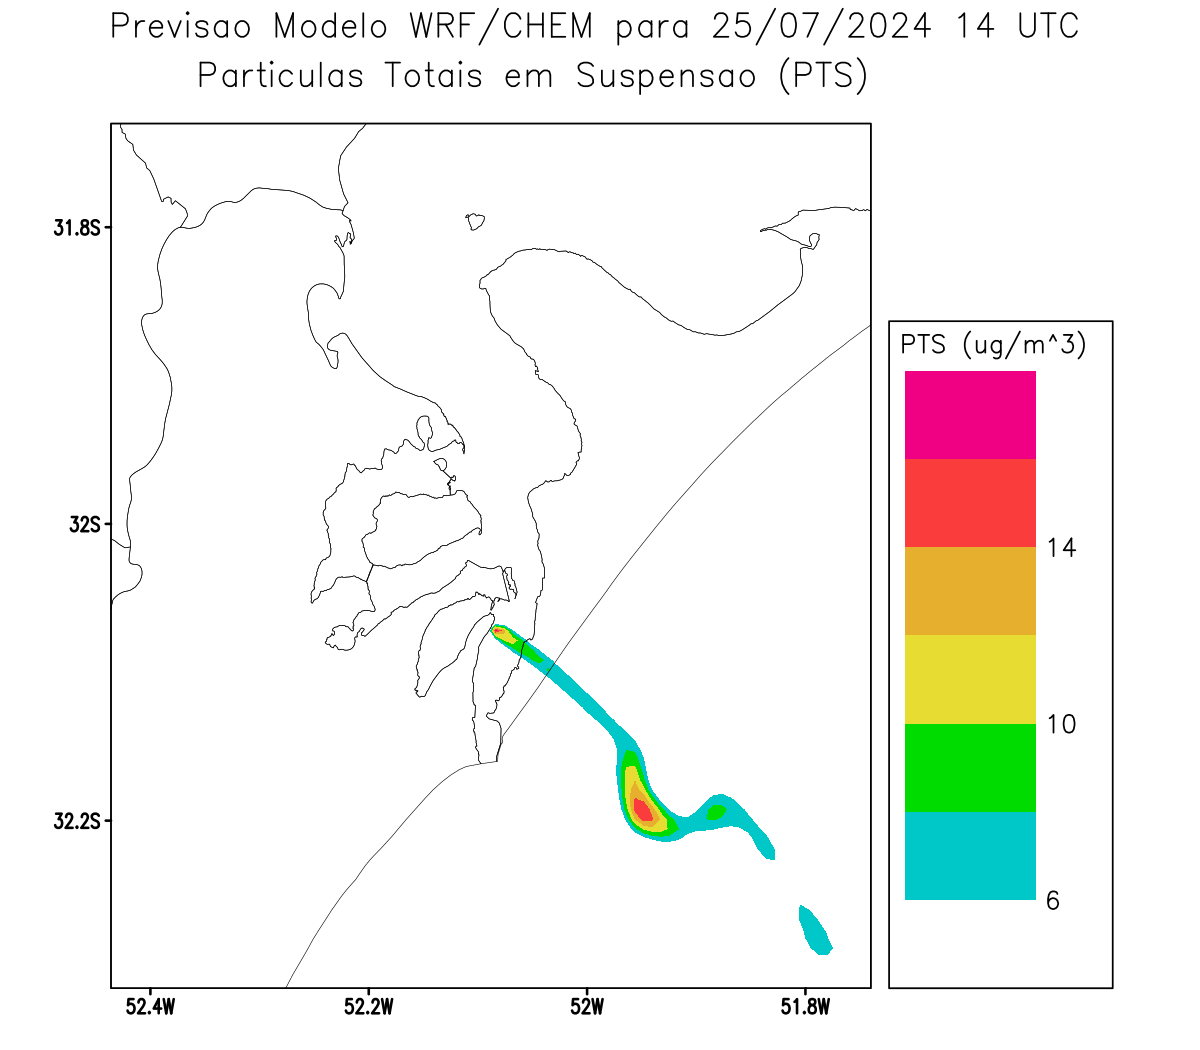 Previsao Modelo WRF/CHEM para 25/07/2024 14 UTC
Particulas Totais em Suspensao (PTS)
31.8S
32S
32.2S
52.4W
52.2W
52W
51.8W
PTS (ug/m^3)
14
10
6